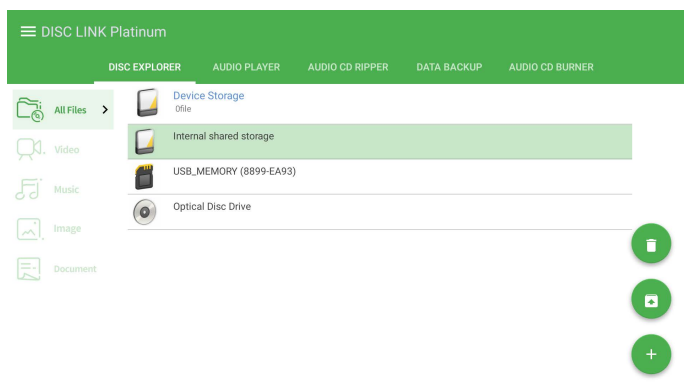 DISC LINK Platinum
DISC EXPLORER AUDIO PLAYER AUDIO CD RIPPER DATA BACKUP AUDIO CD BURNER
All Files
Video
Music
Image
Document
Device Storage
0file
Internal shared storage
USB_MEMORY (8899-EA93)
Optical Disc Drive